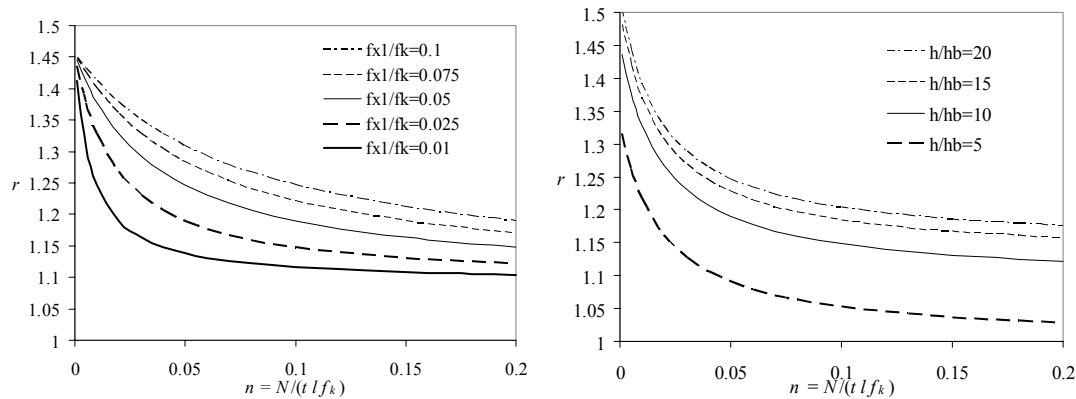 1.5
1.45
1.4
1.35
1.3
1.25
1.2
1.15
1.1
1.05
1
r
fx1/fk=0.1
fx1/fk=0.075
fx1/fk=0.05
fx1/fk=0.025
fx1/fk=0.01
0 0.05 0.1 0.15 0.2
n = N/(t l fk)
1.5
1.45
1.4
1.35
1.3
1.25
1.2
1.15
1.1
1.05
1
r
h/hb=20
h/hb=15
h/hb=10
h/hb=5
0 0.05 0.1 0.15 0.2
n = N/(t l fk)